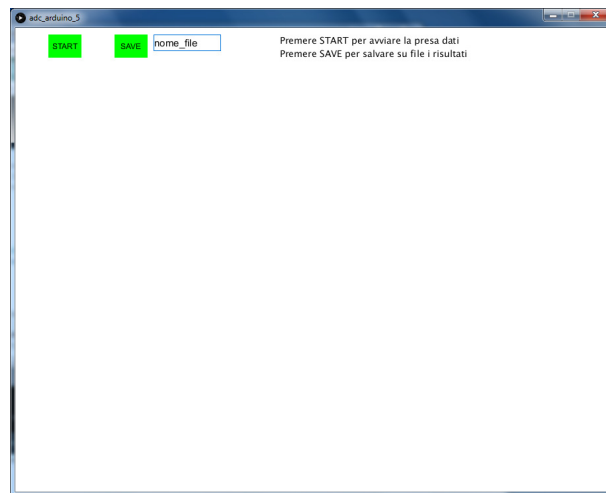 adc_arduino_5
START
SAVE
nome_file
Premere START per avviare la presa dati
Premere SAVE per salvare su file i risultati